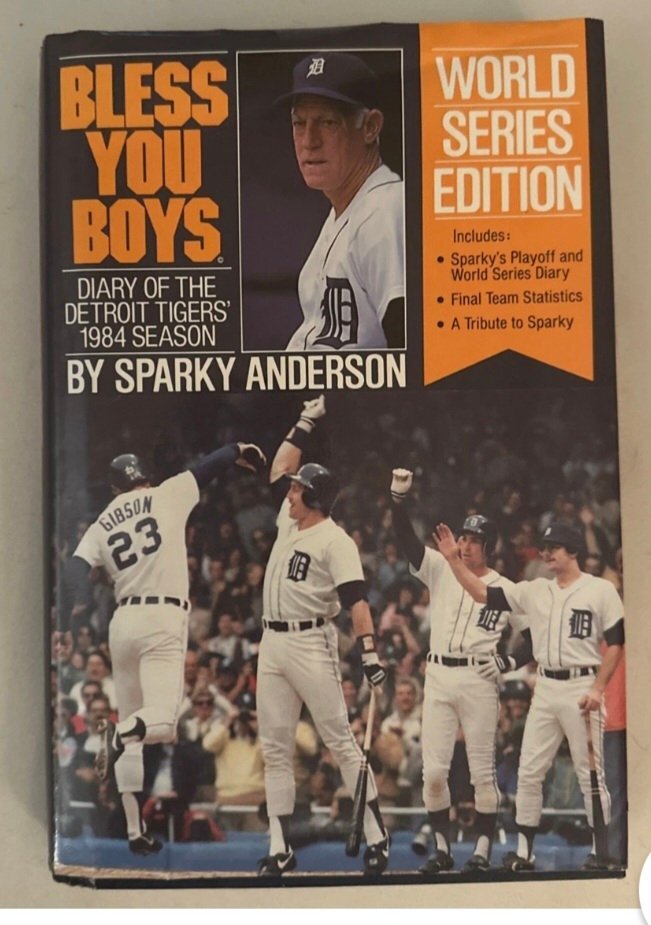 BLESS
YOU
BOYS
©
DIARY OF THE
DETROIT TIGERS'
1984 SEASON
BY SPARKY ANDERSON
WORLD
SERIES
EDITION
Includes:
• Sparky's Playoff and
World Series Diary
• Final Team Statistics
• A Tribute to Sparky
D
D
GIBSON
23
D
D
D